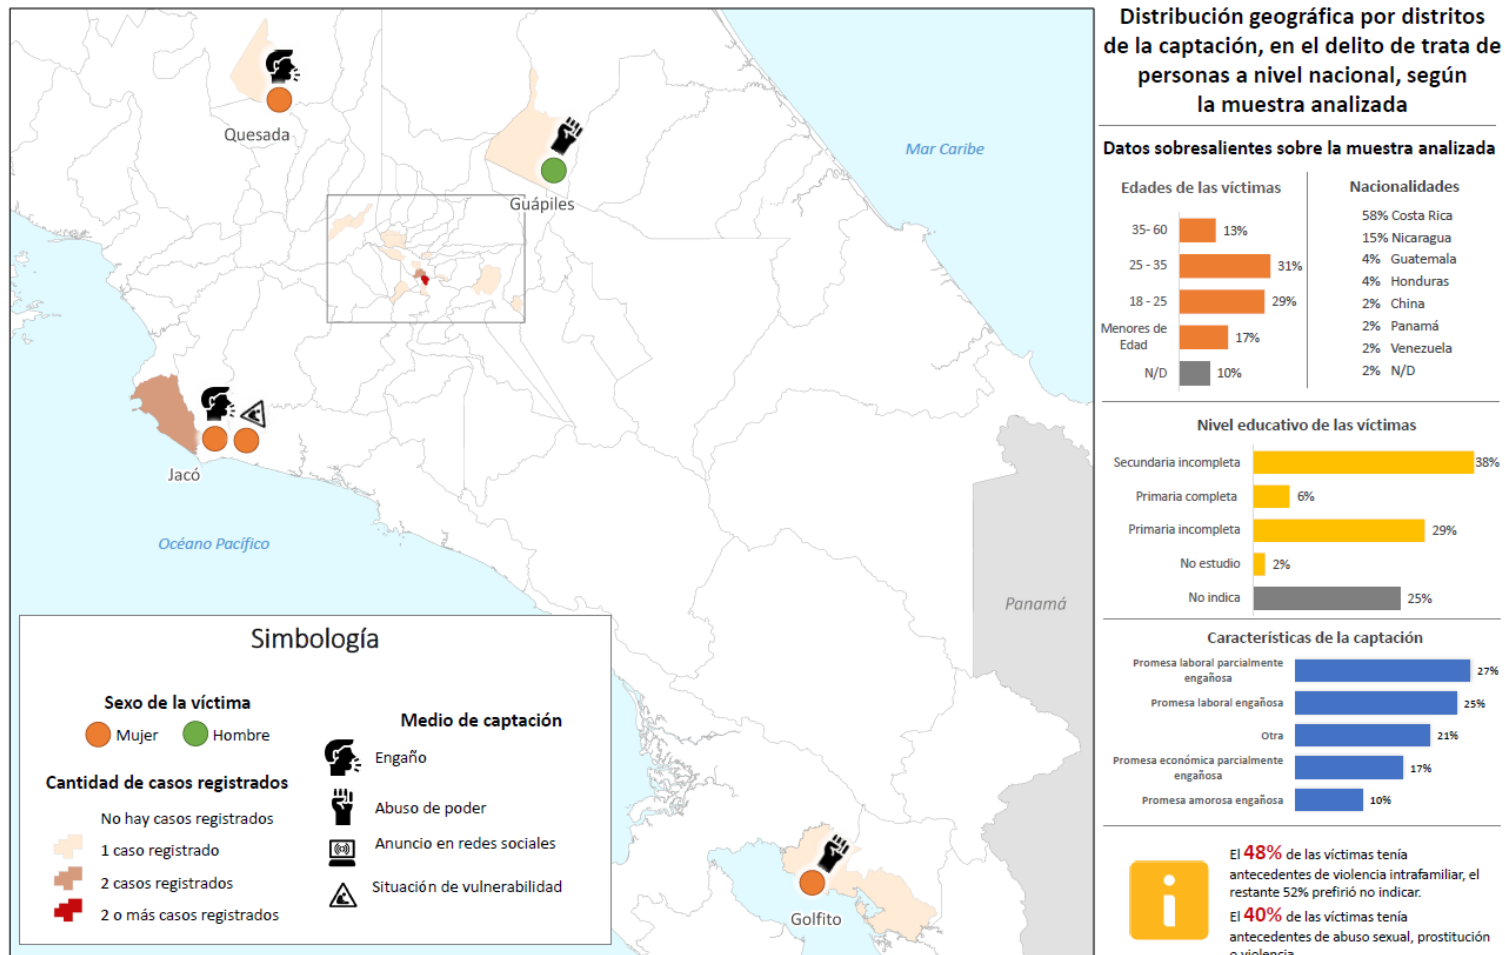 Distribución geográfica por distritos
de la captación, en el delito de trata de
personas a nivel nacional, según
la muestra analizada
Datos sobresalientes sobre la muestra analizada
Edades de las víctimas
35- 60
13%
25 - 35
31%
18 - 25
29%
Menores de
Edad
17%
N/D
10%
Nacionalidades
58% Costa Rica
15% Nicaragua
4% Guatemala
4% Honduras
2% China
2% Panamá
2% Venezuela
2% N/D
Nivel educativo de las víctimas
Secundaria incompleta
38%
Primaria completa
6%
Primaria incompleta
29%
No estudio
2%
No indica
25%
Características de la captación
Promesa laboral parcialmente
engañosa
27%
Promesa laboral engañosa
25%
Otra
21%
Promesa económica parcialmente
engañosa
17%
Promesa amorosa engañosa
10%
El 48% de las víctimas tenía
antecedentes de violencia intrafamiliar, el
restante 52% prefirió no indicar.
El 40% de las víctimas tenía
antecedentes de abuso sexual, prostitución
o violencia
Quesada
Guápiles
Mar Caribe
Jacó
Océano Pacífico
Panamá
Golfito
Simbología
Sexo de la víctima
Mujer
Hombre
Cantidad de casos registrados
No hay casos registrados
1 caso registrado
2 casos registrados
2 o más casos registrados
Medio de captación
Engaño
Abuso de poder
Anuncio en redes sociales
Situación de vulnerabilidad